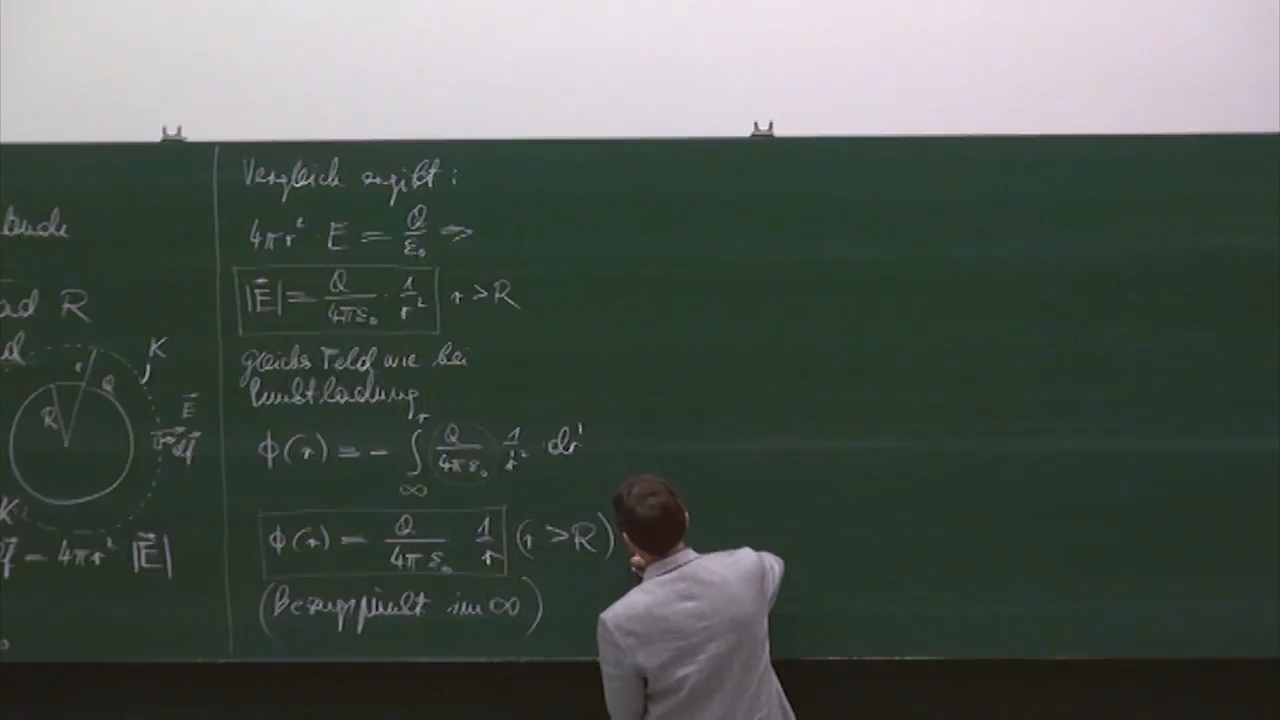 ad R
K
r
Q
R
E⃗
K
= 4πr² |E⃗|
Vergleich ergibt:
4πr² · E = Q/ε₀ ⇒
|E⃗| = Q/4πε₀ · 1/r² r > R
gleiches Feld wie bei
Punktladung
ϕ(r) = - ∫_∞^r Q/4πε₀ 1/r'² · dr'
ϕ(r) = Q/4πε₀ 1/r (r > R)
(Bezugspunkt im ∞)